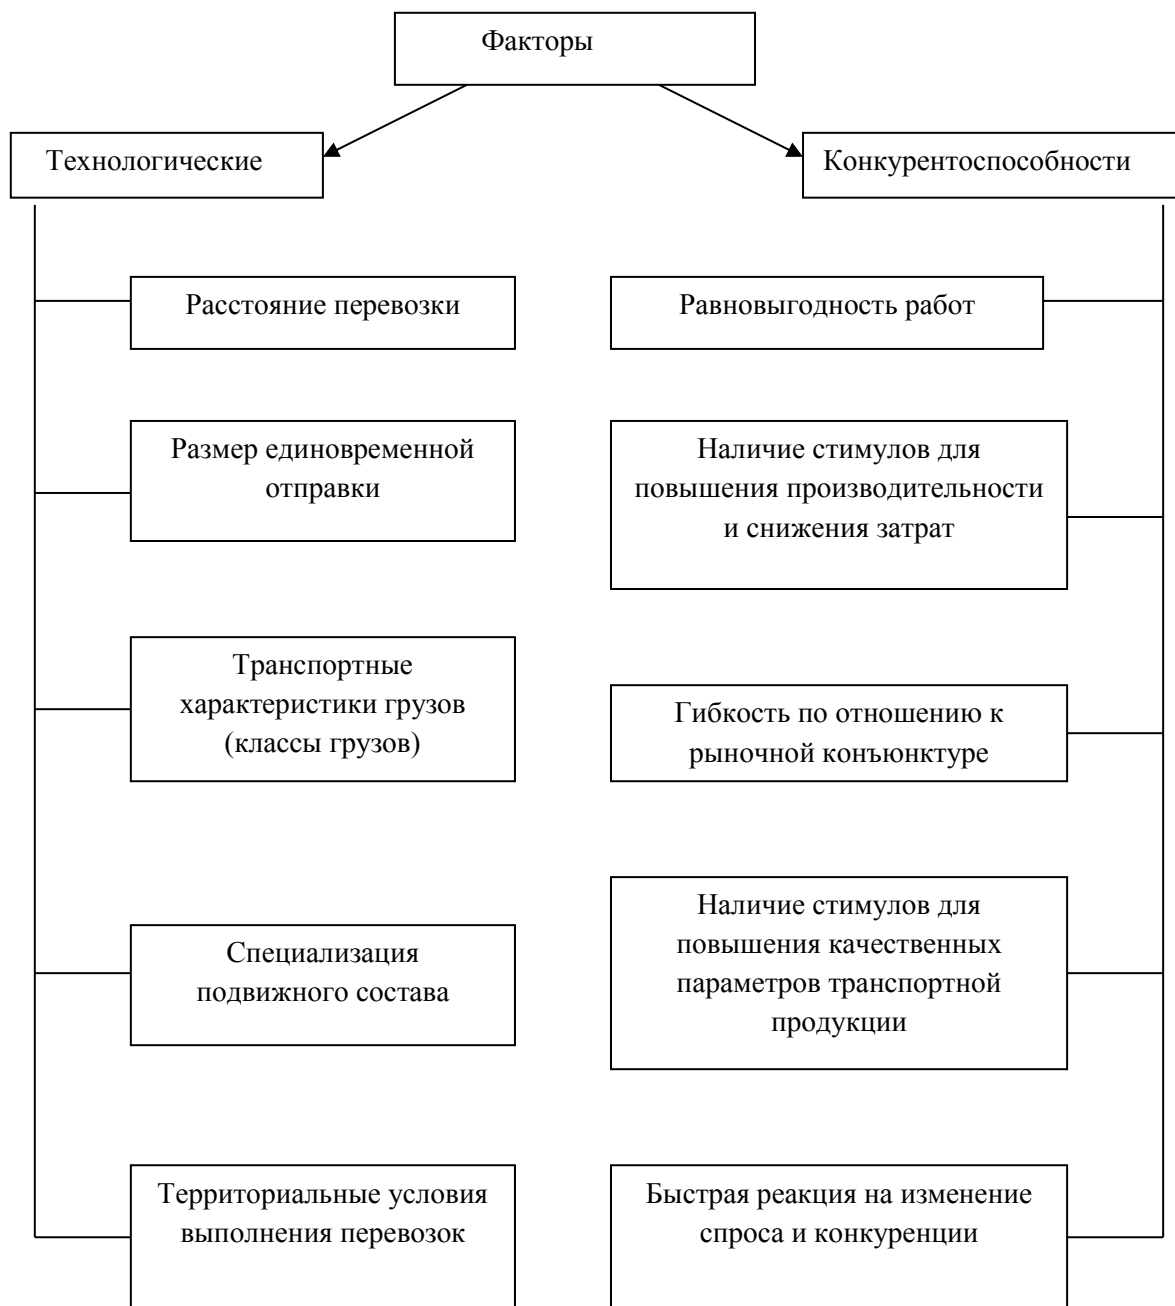 Факторы
Технологические
Конкурентоспособности
Расстояние перевозки
Равновыгодность работ
Размер единовременной
отправки
Наличие стимулов для
повышения производительности
и снижения затрат
Транспортные
характеристики грузов
(классы грузов)
Гибкость по отношению к
рыночной конъюнктуре
Специализация
подвижного состава
Наличие стимулов для
повышения качественных
параметров транспортной
продукции
Территориальные условия
выполнения перевозок
Быстрая реакция на изменение
спроса и конкуренции